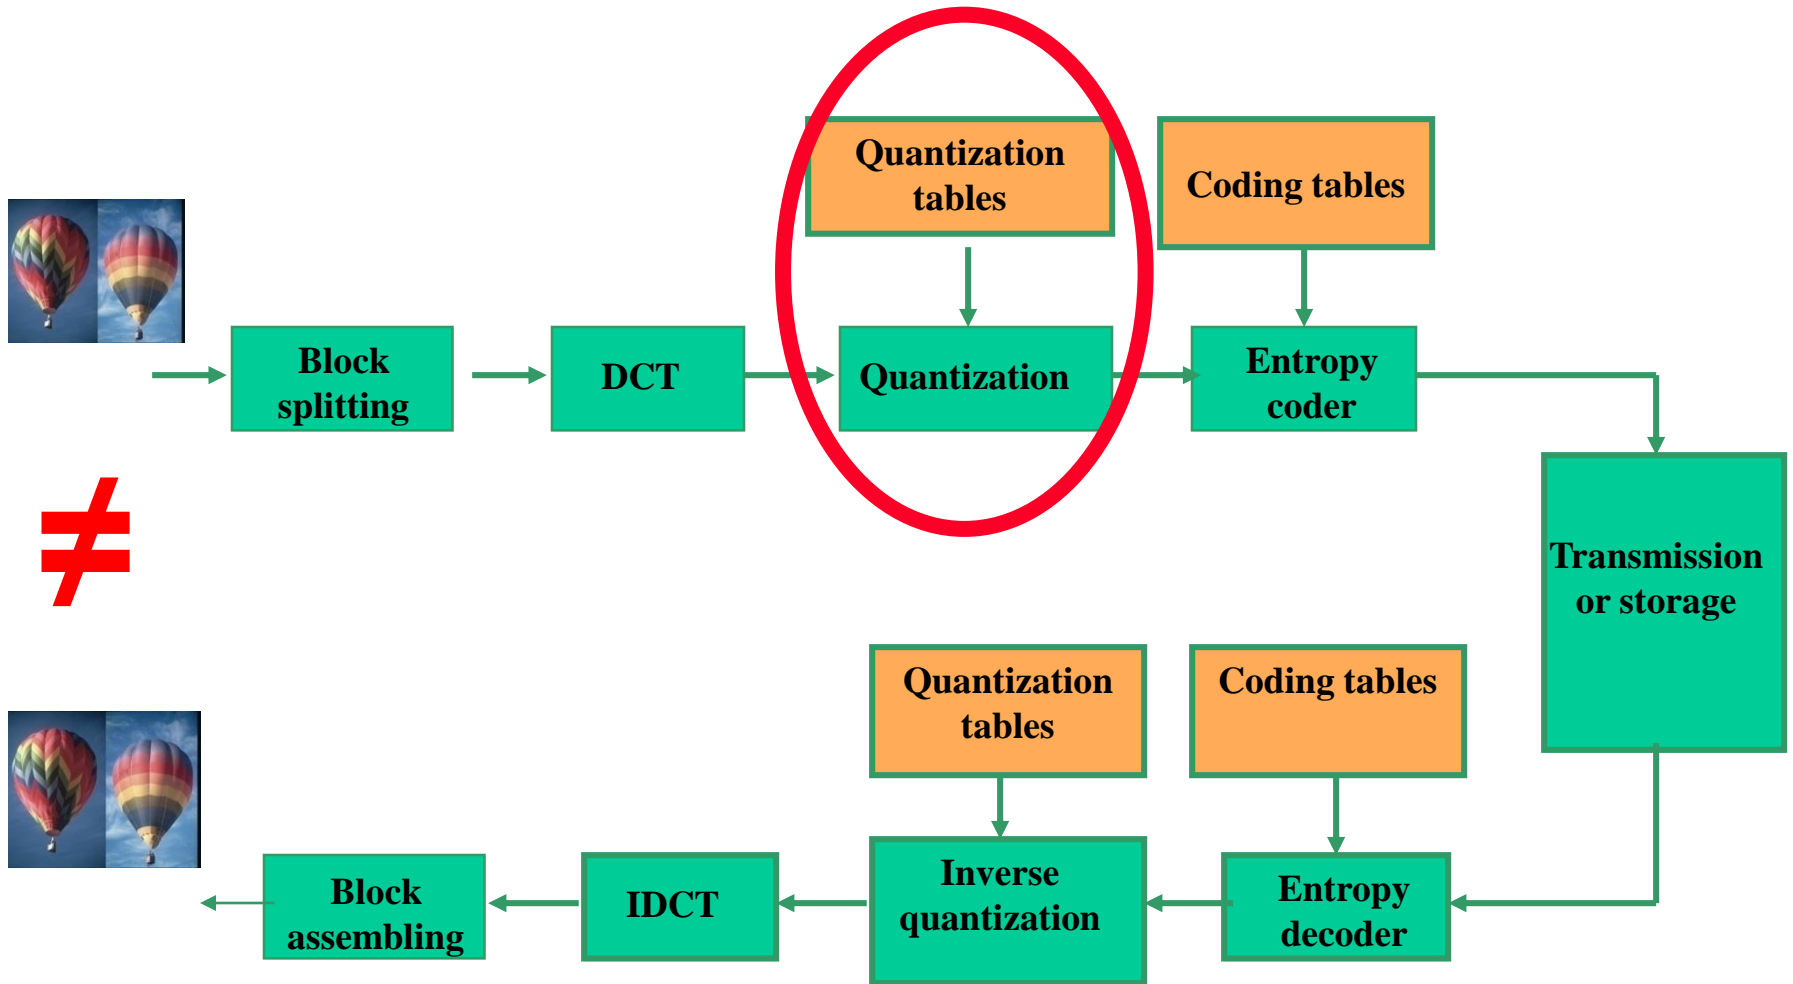 Quantization
tables
Coding tables
Block
splitting
DCT
Quantization
Entropy
coder
≠
Transmission
or storage
Quantization
tables
Coding tables
Block
assembling
IDCT
Inverse
quantization
Entropy
decoder